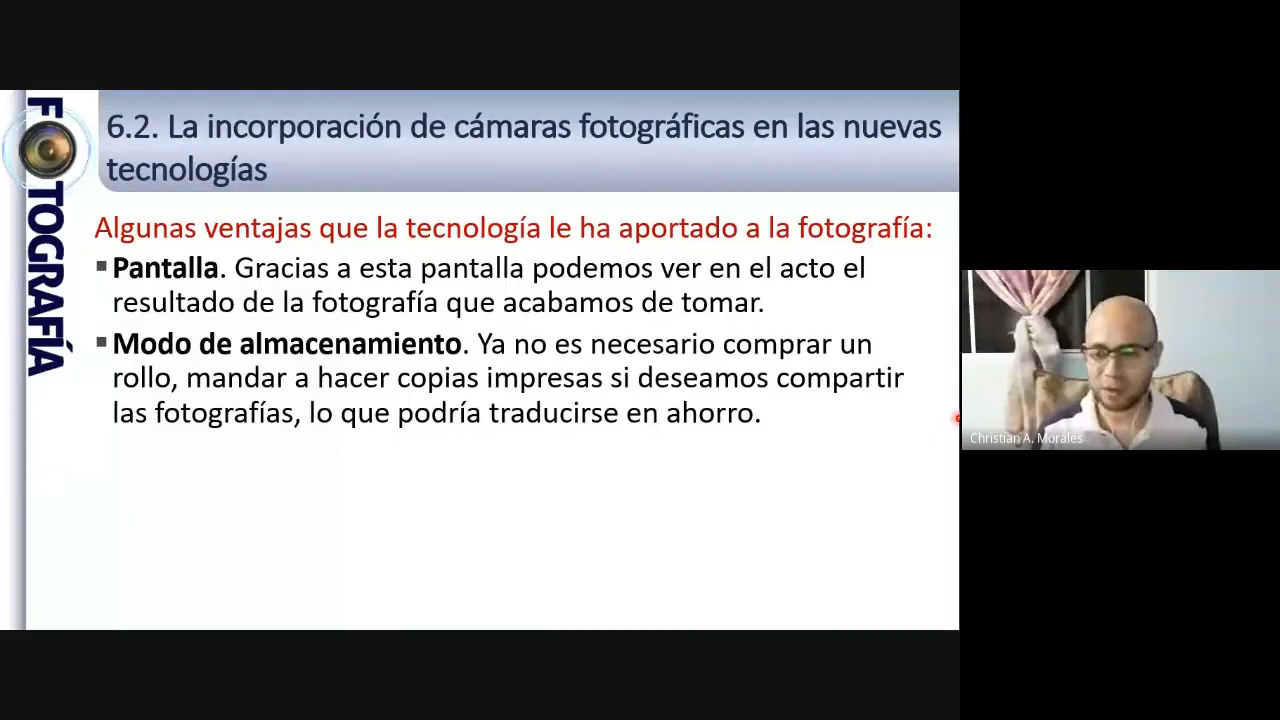 FOTOGRAFÍA
6.2. La incorporación de cámaras fotográficas en las nuevas
tecnologías
Algunas ventajas que la tecnología le ha aportado a la fotografía:
▪ Pantalla. Gracias a esta pantalla podemos ver en el acto el
resultado de la fotografía que acabamos de tomar.
▪ Modo de almacenamiento. Ya no es necesario comprar un
rollo, mandar a hacer copias impresas si deseamos compartir
las fotografías, lo que podría traducirse en ahorro.
Christian A. Morales